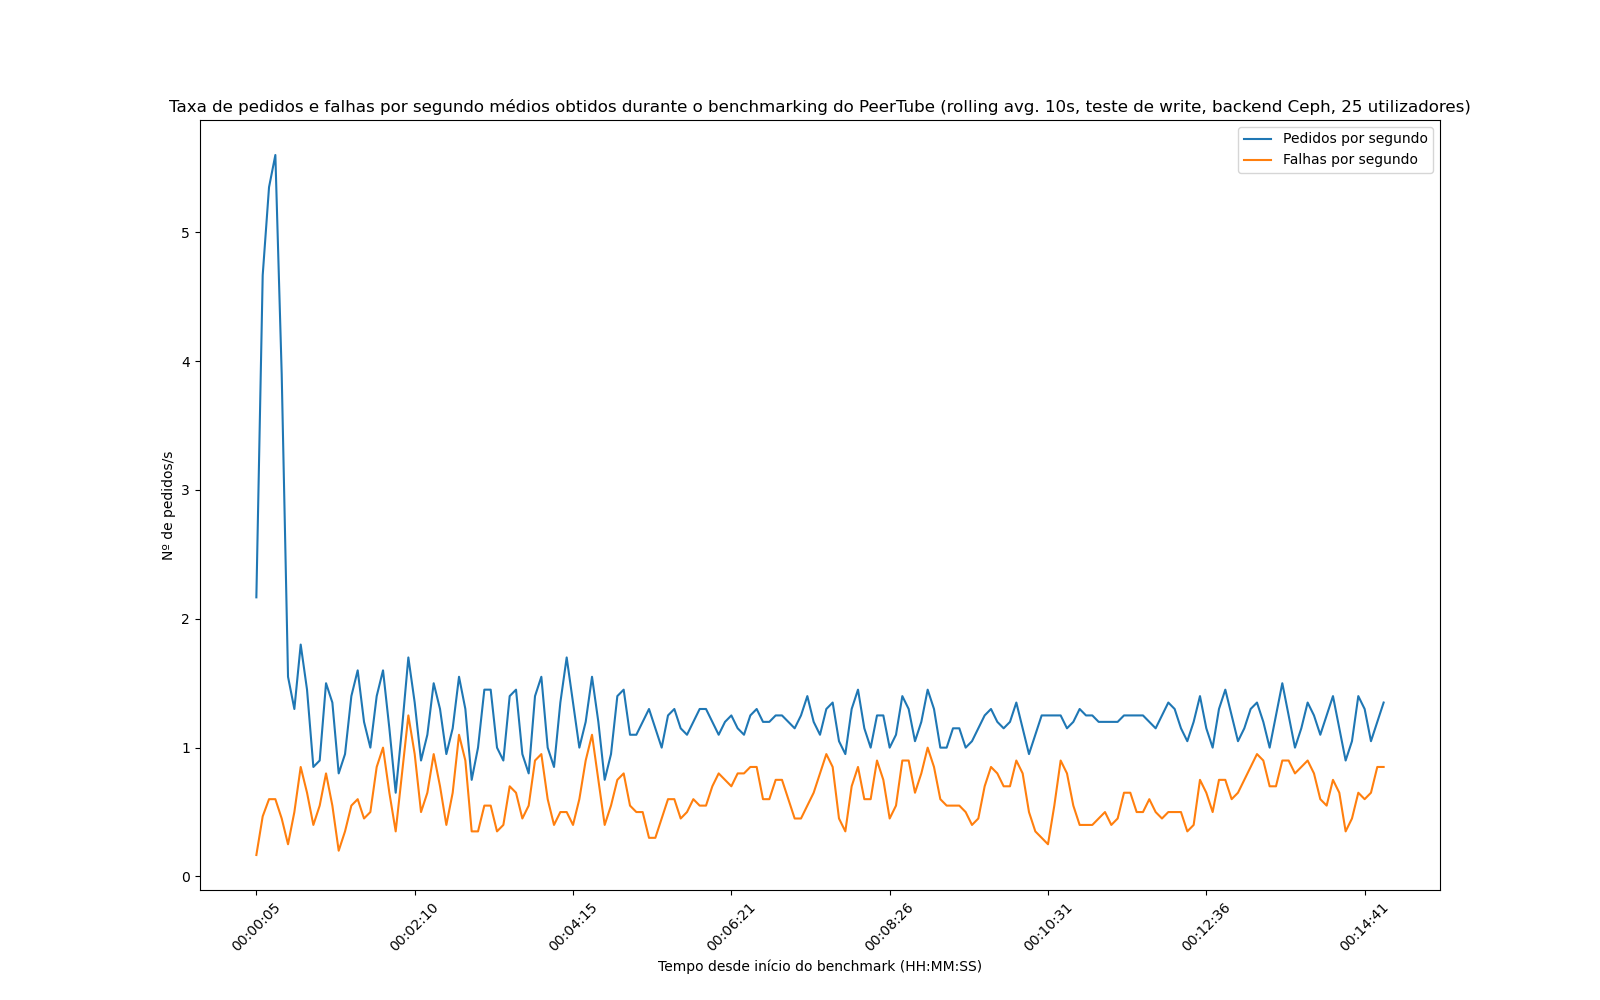 Taxa de pedidos e falhas por segundo médios obtidos durante o benchmarking do PeerTube (rolling avg. 10s, teste de write, backend Ceph, 25 utilizadores)
Pedidos por segundo
Falhas por segundo
5
4
3
2
1
0
Nº de pedidos/s
00:00:05
00:02:10
00:04:15
00:06:21
00:08:26
00:10:31
00:12:36
00:14:41
Tempo desde início do benchmark (HH:MM:SS)